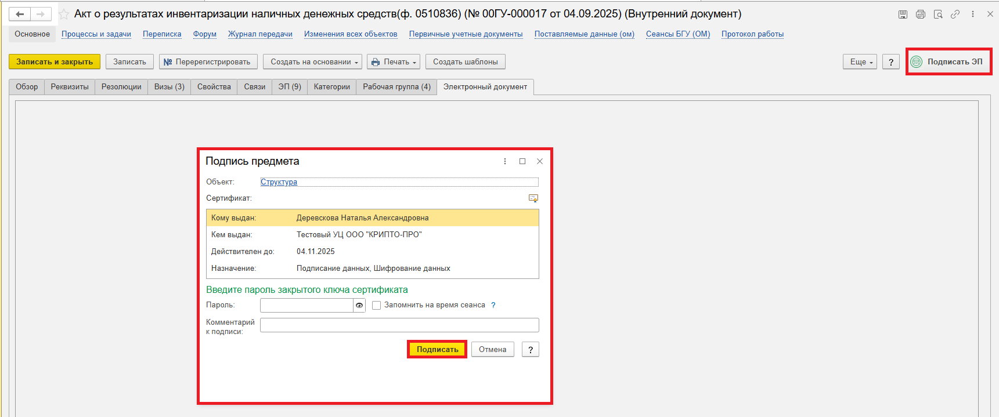 Акт о результатах инвентаризации наличных денежных средств(ф. 0510836) (№ 00ГУ-000017 от 04.09.2025) (Внутренний документ)
Основное Процессы и задачи Переписка Форум Журнал передачи Изменения всех объектов Первичные учетные документы Поставляемые данные (ом) Сеансы БГУ (ОМ) Протокол работы
Записать и закрыть Записать № Перерегистрировать Создать на основании Печать Создать шаблоны Еще ? Подписать ЭП
Обзор Реквизиты Резолюции Визы (3) Свойства Связи ЭП (9) Категории Рабочая группа (4) Электронный документ
Подпись предмета
Объект: Структура
Сертификат:
Кому выдан: Деревскова Наталья Александровна
Кем выдан: Тестовый УЦ ООО "КРИПТО-ПРО"
Действителен до: 04.11.2025
Назначение: Подписание данных, Шифрование данных
Введите пароль закрытого ключа сертификата
Пароль: Запомнить на время сеанса ?
Комментарий
к подписи:
Подписать Отмена ?